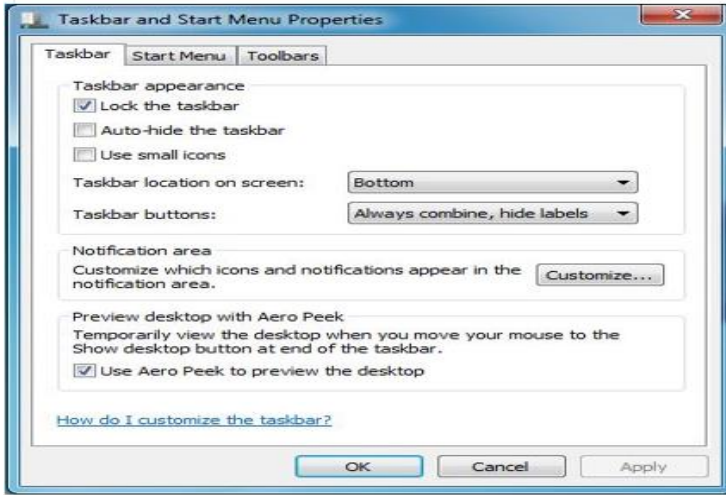 Taskbar and Start Menu Properties
Taskbar
Start Menu
Toolbars
Taskbar appearance
Lock the taskbar
Auto-hide the taskbar
Use small icons
Taskbar location on screen:
Bottom
Taskbar buttons:
Always combine, hide labels
Notification area
Customize which icons and notifications appear in the
notification area.
Customize...
Preview desktop with Aero Peek
Temporarily view the desktop when you move your mouse to the
Show desktop button at end of the taskbar.
Use Aero Peek to preview the desktop
How do I customize the taskbar?
OK
Cancel
Apply